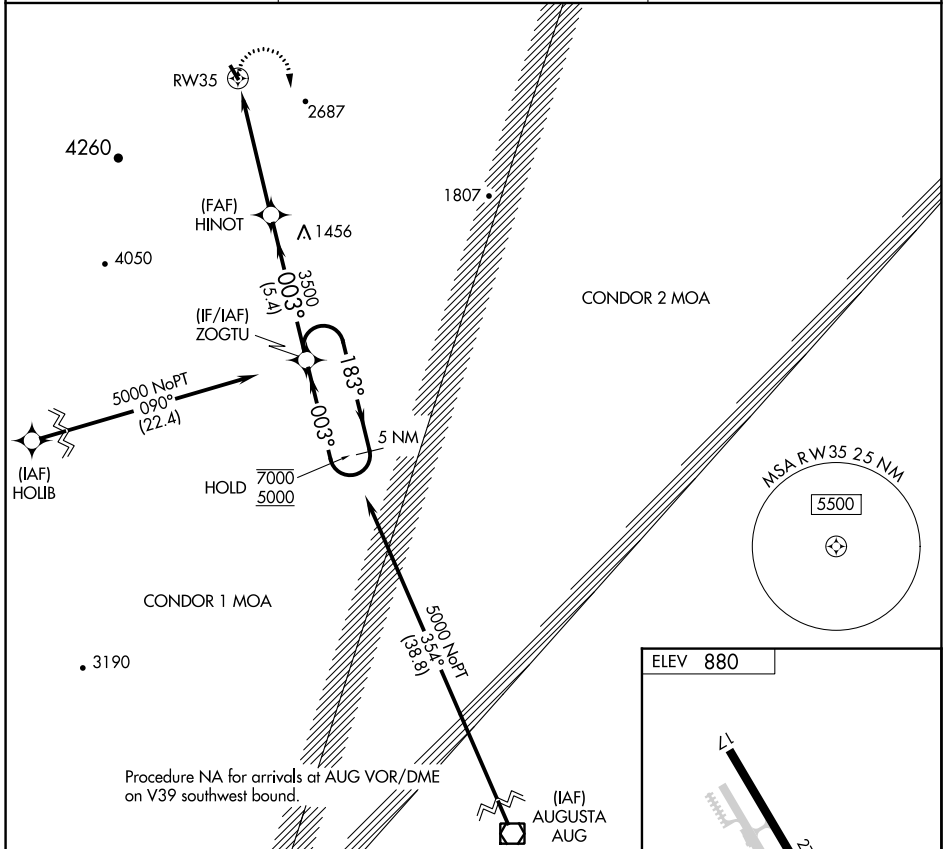 RW35
2687
4260
1807
(FAF)
HINOT
1456
4050
3500
003°
(5.4)
CONDOR 2 MOA
(IF/IAF)
ZOGTU
183°
5000 NoPT
090°
(22.4)
003°
5 NM
(IAF)
HOLIB
HOLD
7000
5000
MSA RW35 25 NM
5500
CONDOR 1 MOA
5000 NoPT
354°
(38.8)
3190
ELEV 880
17
Procedure NA for arrivals at AUG VOR/DME
on V39 southwest bound.
(IAF)
AUGUSTA
AUG